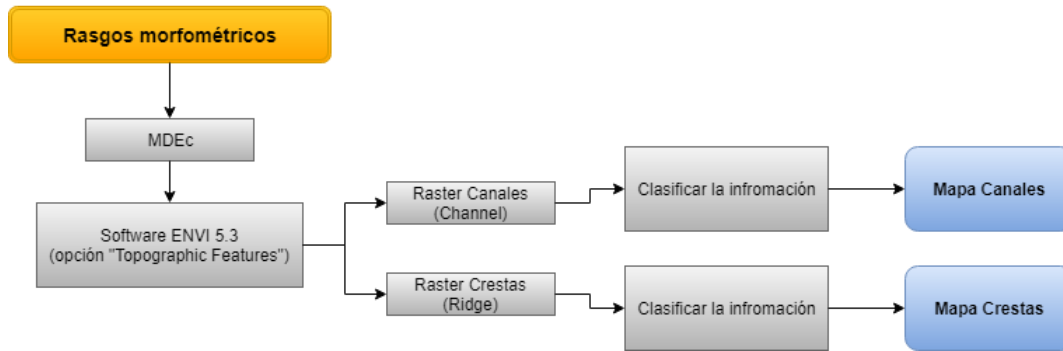 Rasgos morfométricos
MDEc
Software ENVI 5.3
(opción "Topographic Features")
Raster Canales
(Channel)
Clasificar la infromación
Mapa Canales
Raster Crestas
(Ridge)
Clasificar la infromación
Mapa Crestas